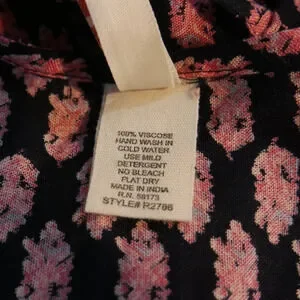 100% VISCOSE
HAND WASH IN
COLD WATER
USE MILD
DETERGENT
NO BLEACH
FLAT DRY
MADE IN INDIA
R.N. 59173
STYLE# R2786